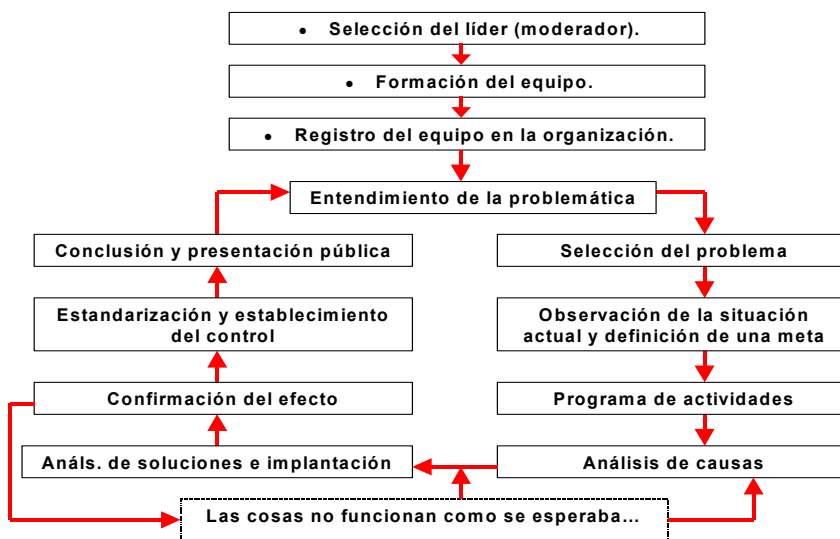 • Selección del líder (moderador).
• Formación del equipo.
• Registro del equipo en la organización.
Entendimiento de la problemática
Conclusión y presentación pública
Selección del problema
Estandarización y establecimiento
del control
Observación de la situación
actual y definición de una meta
Confirmación del efecto
Programa de actividades
Análs. de soluciones e implantación
Análisis de causas
Las cosas no funcionan como se esperaba...